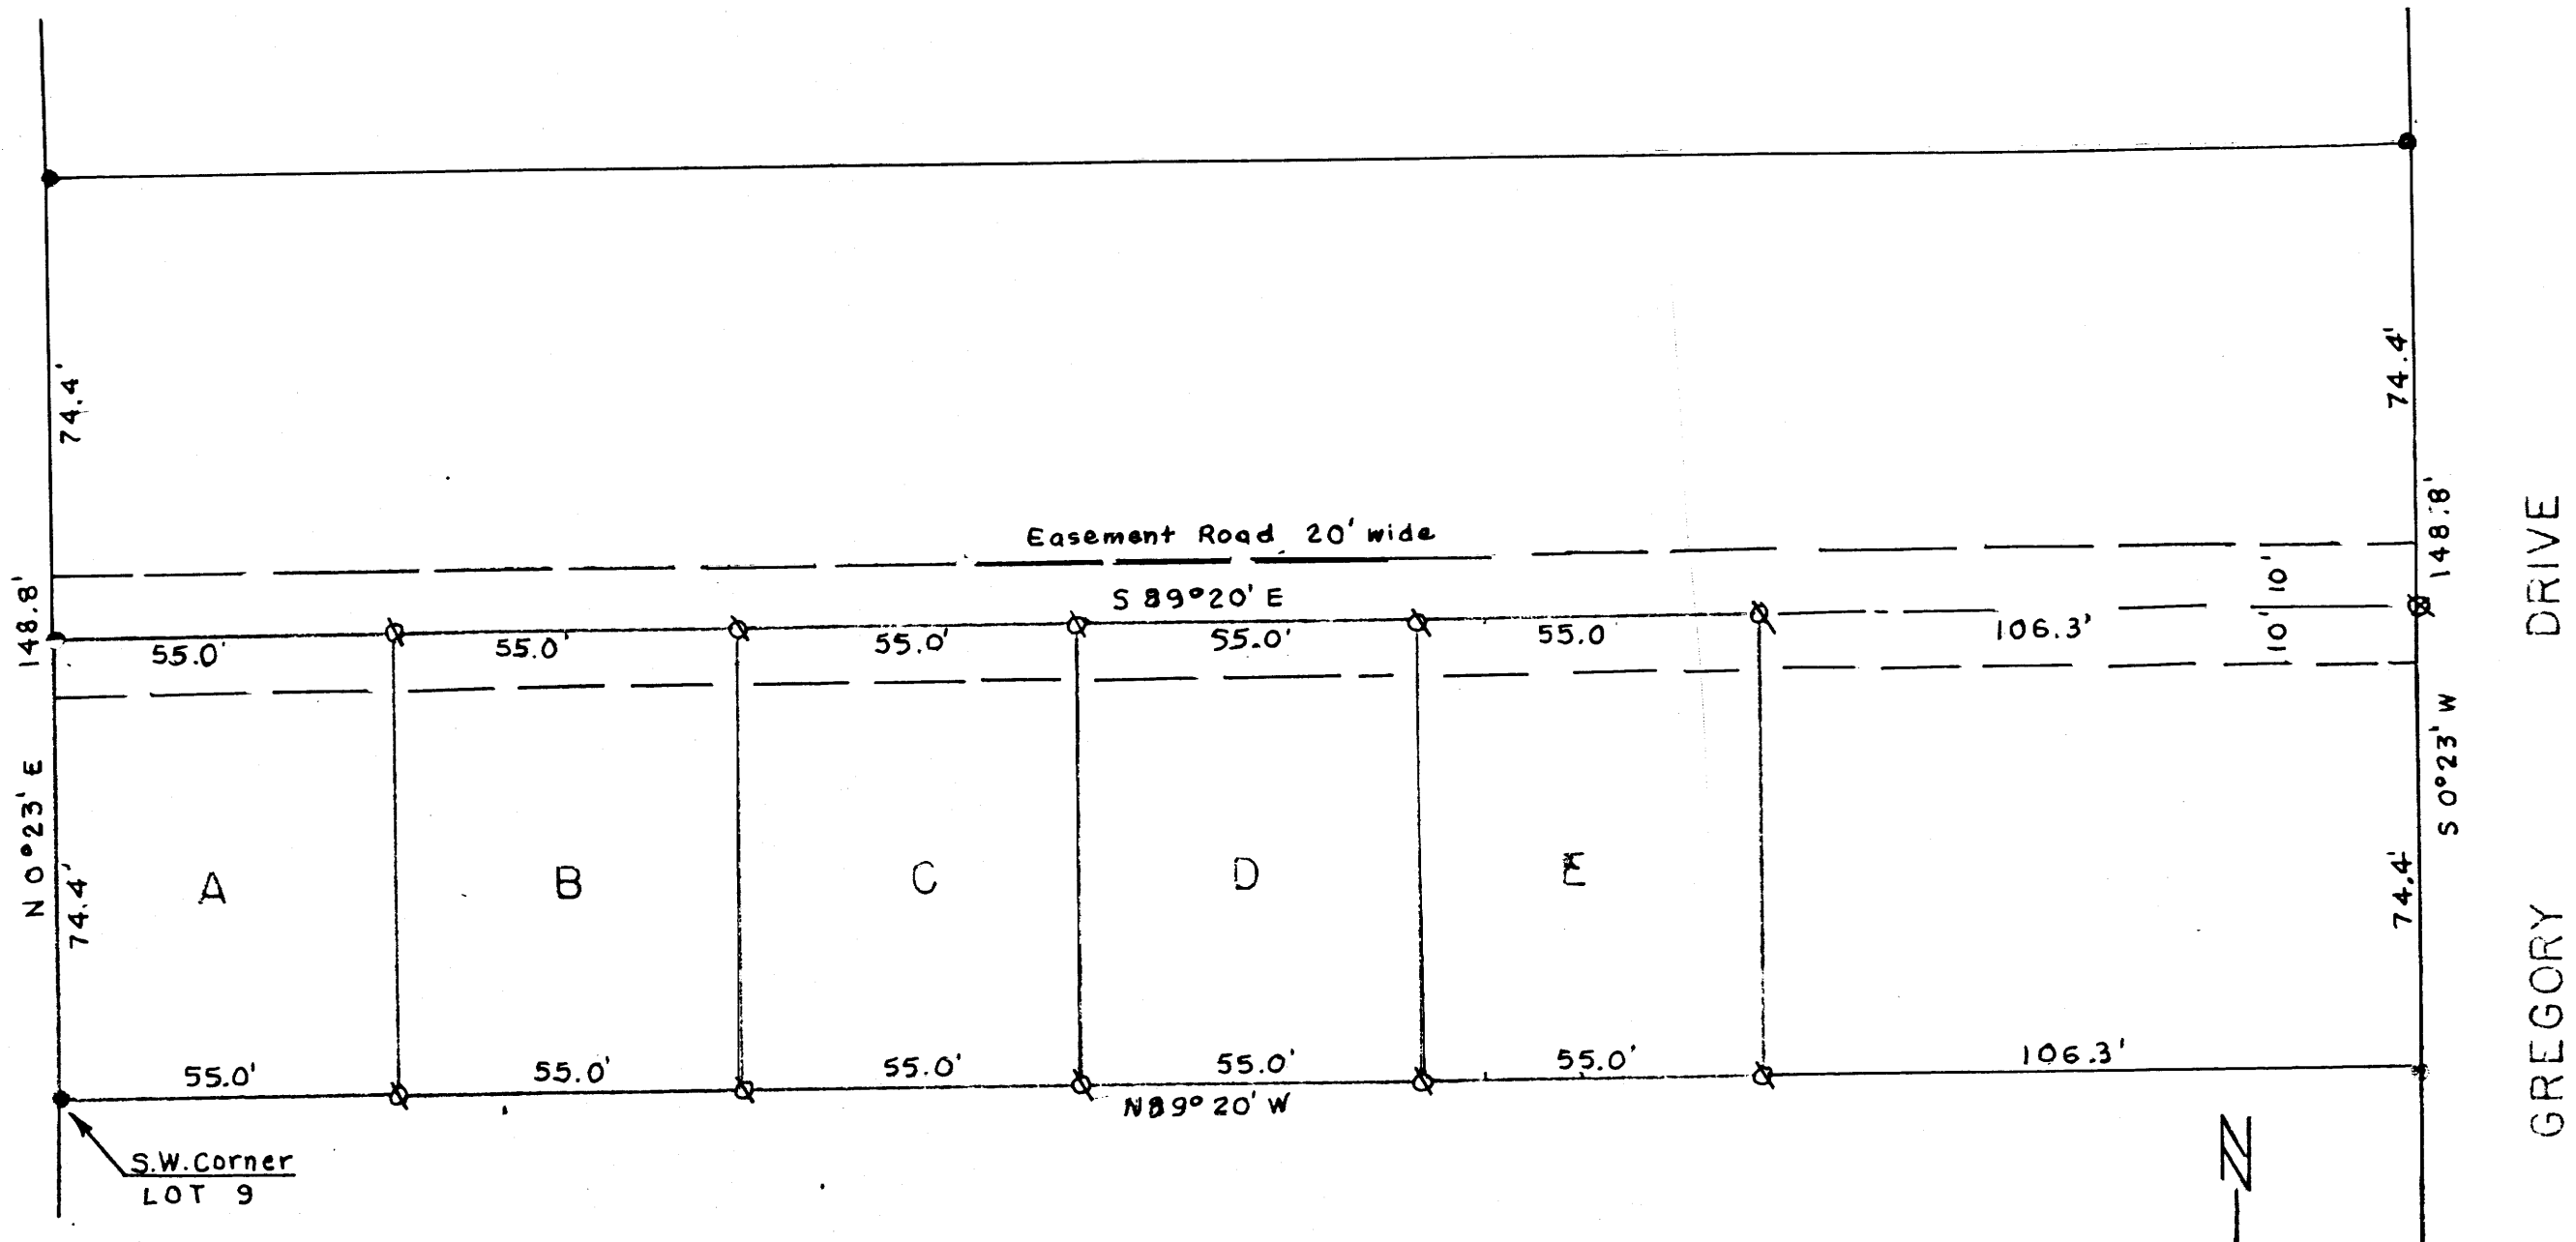 74.4'
74.4'
148.8'
148.8'
DRIVE
Easement Road 20' wide
S 89°20' E
10'
10'
55.0'
55.0'
55.0'
55.0'
55.0
106.3'
N 0°23' E
S 0°23' W
74.4'
74.4'
A
B
C
D
E
GREGORY
55.0'
55.0'
55.0'
55.0'
55.0'
106.3'
N89°20' W
S.W. Corner
LOT 9
N